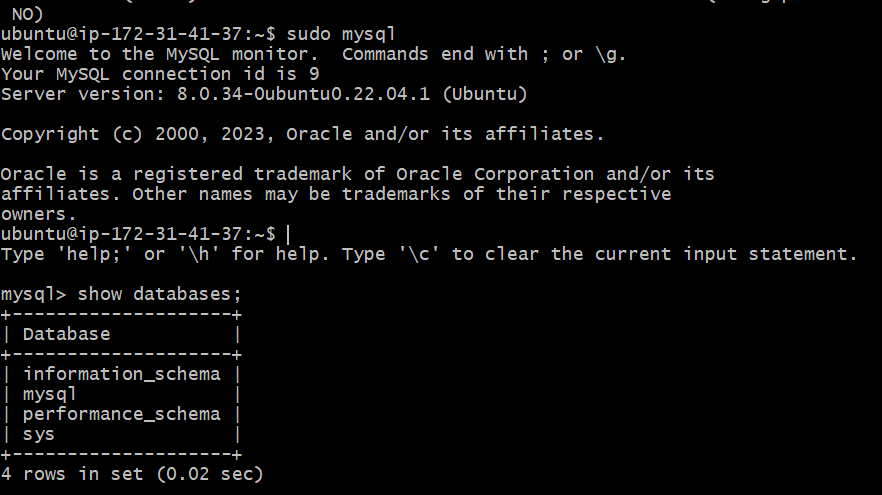 NO)
ubuntu@ip-172-31-41-37:~$ sudo mysql
Welcome to the MySQL monitor.  Commands end with ; or \g.
Your MySQL connection id is 9
Server version: 8.0.34-0ubuntu0.22.04.1 (Ubuntu)
Copyright (c) 2000, 2023, Oracle and/or its affiliates.
Oracle is a registered trademark of Oracle Corporation and/or its
affiliates. Other names may be trademarks of their respective
owners.
ubuntu@ip-172-31-41-37:~$
Type 'help;' or '\h' for help. Type '\c' to clear the current input statement.
mysql> show databases;
+--------------------+
| Database           |
+--------------------+
| information_schema |
| mysql              |
| performance_schema |
| sys                |
+--------------------+
4 rows in set (0.02 sec)